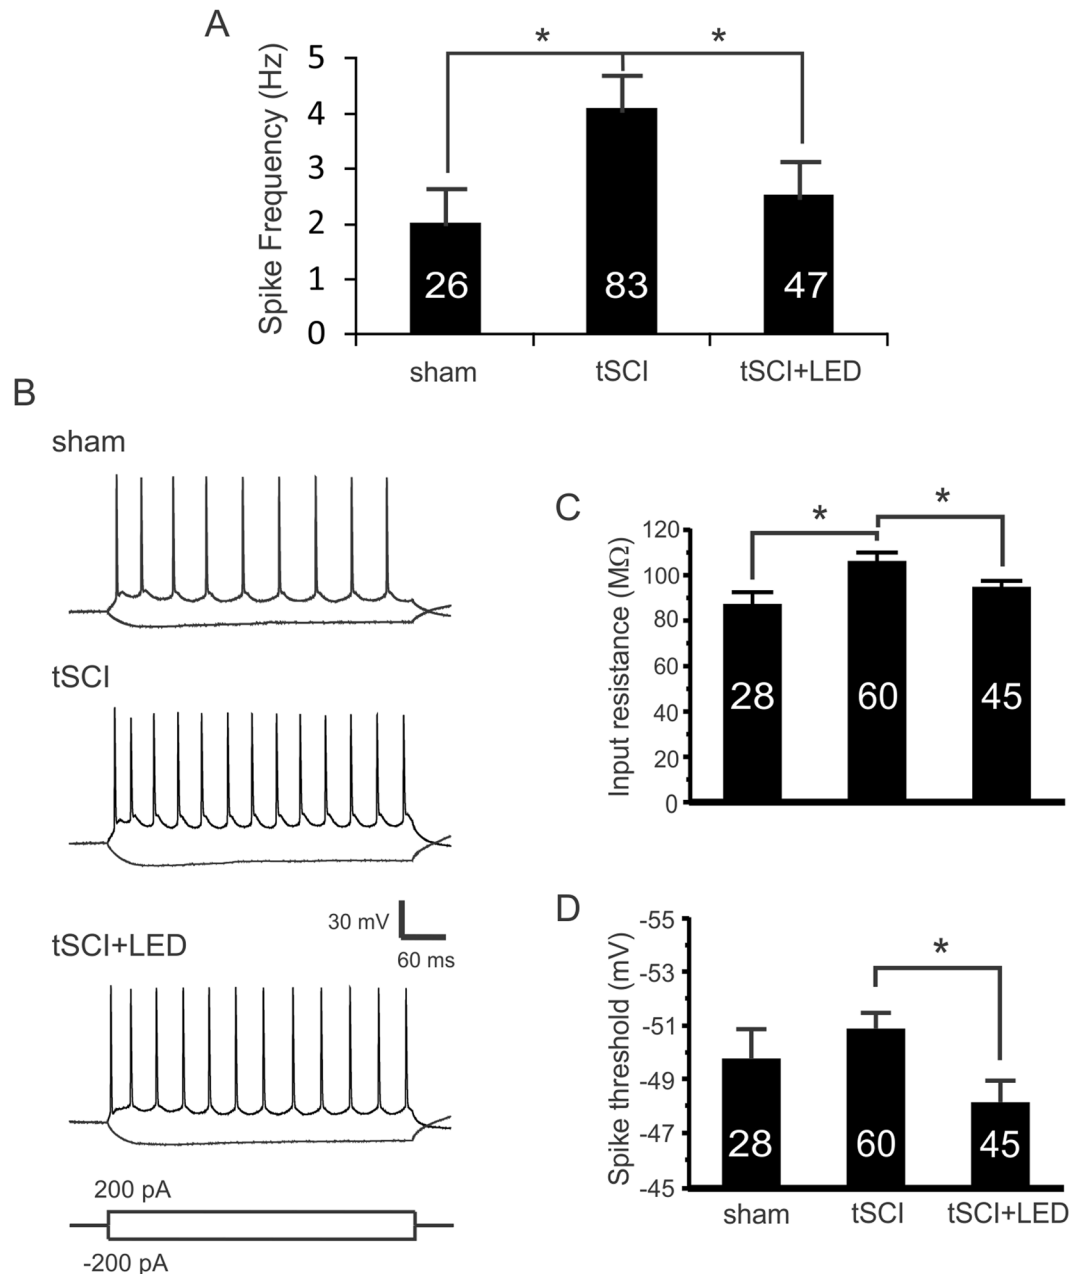 A
* *
Spike Frequency (Hz)
5
4
3
2
1
0
26 83 47
sham tSCI tSCI+LED
B
sham
tSCI
30 mV
60 ms
tSCI+LED
200 pA
-200 pA
C
* *
Input resistance (MΩ)
120
100
80
60
40
20
0
28 60 45
D
*
Spike threshold (mV)
-55
-53
-51
-49
-47
-45
28 60 45
sham tSCI tSCI+LED